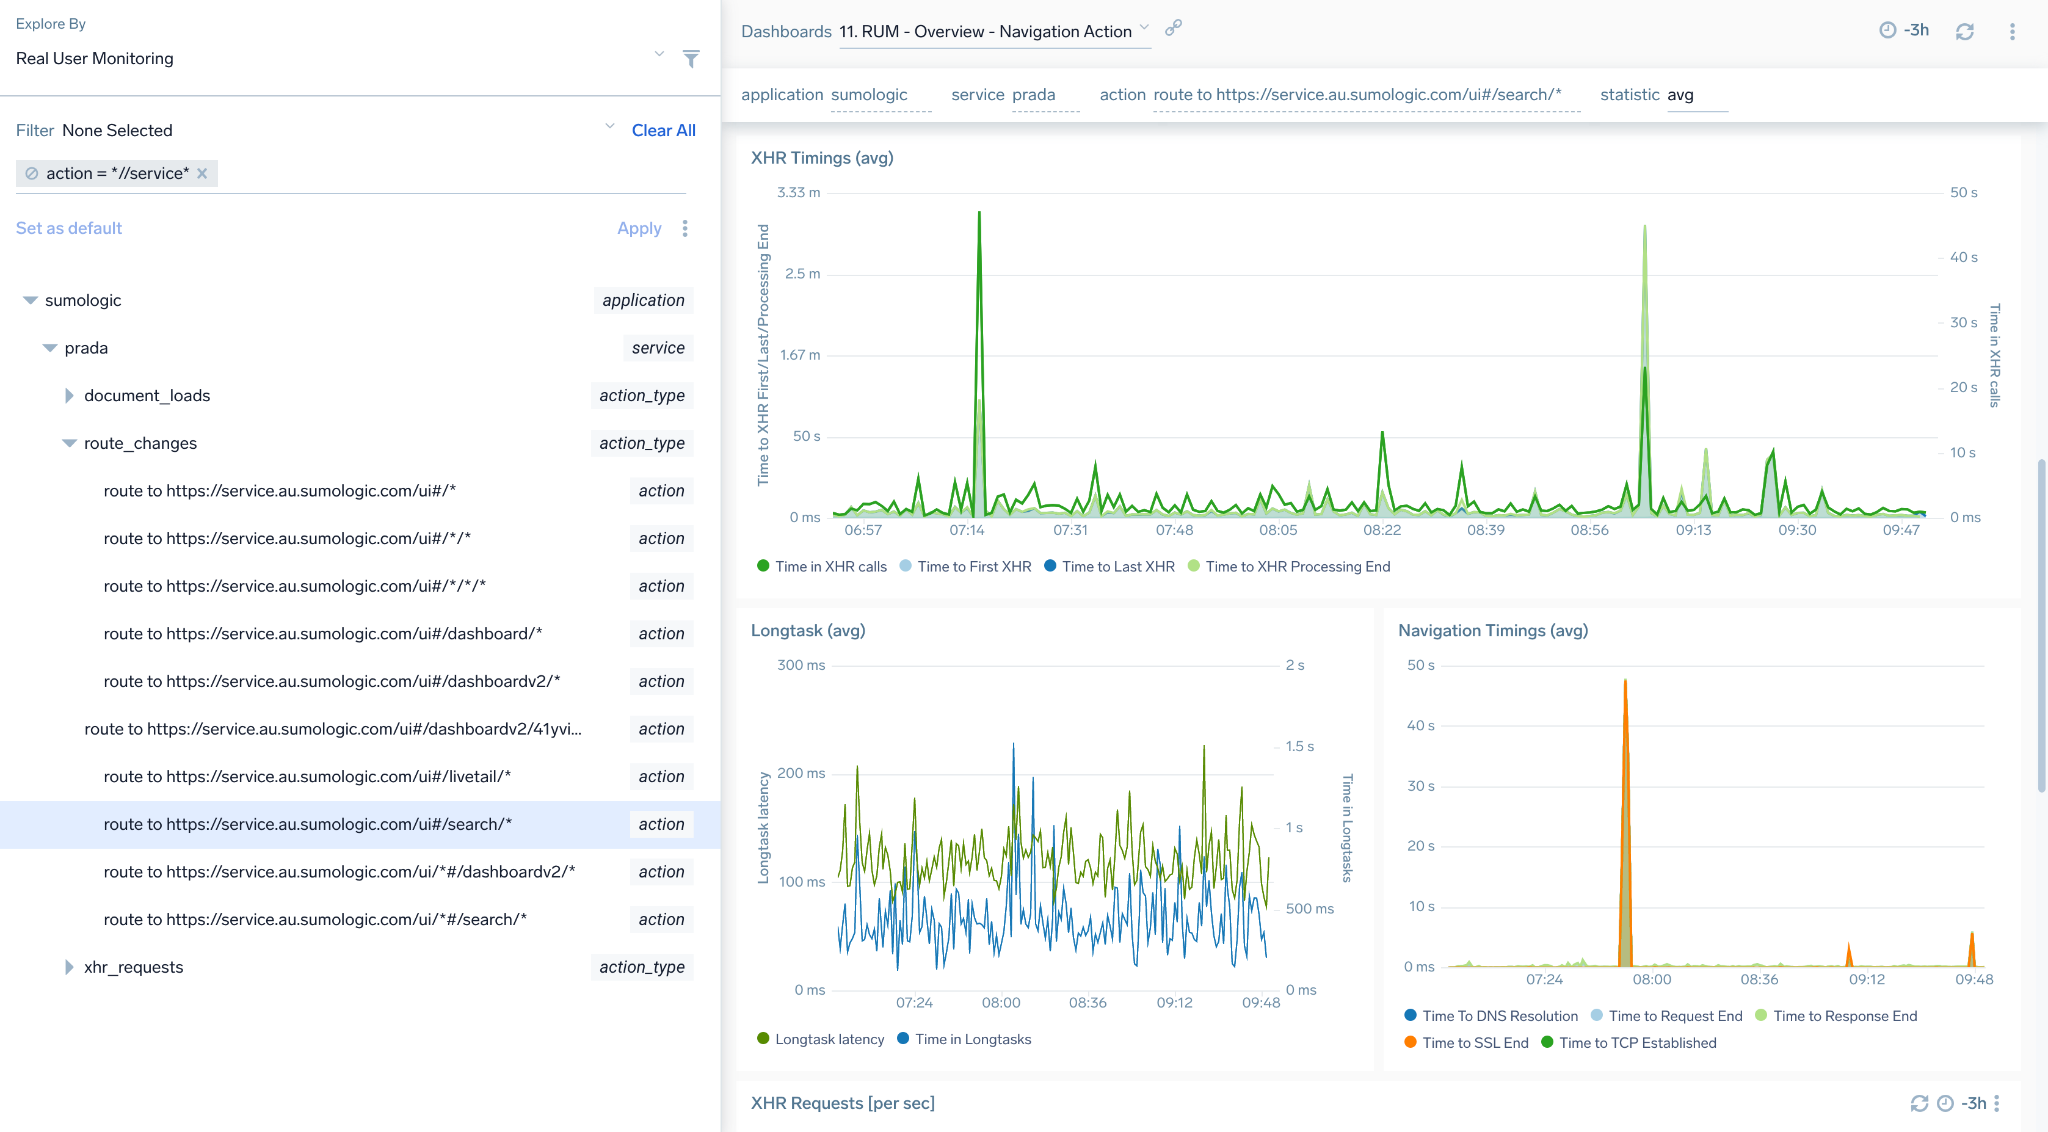 Explore By
Real User Monitoring
Filter None Selected
Clear All
action = *//service*
Set as default
Apply
sumologic application
prada service
document_loads action_type
route_changes action_type
route to https://service.au.sumologic.com/ui#/* action
route to https://service.au.sumologic.com/ui#/*/* action
route to https://service.au.sumologic.com/ui#/*/*/* action
route to https://service.au.sumologic.com/ui#/dashboard/* action
route to https://service.au.sumologic.com/ui#/dashboardv2/* action
route to https://service.au.sumologic.com/ui#/dashboardv2/41yvi... action
route to https://service.au.sumologic.com/ui#/livetail/* action
route to https://service.au.sumologic.com/ui#/search/* action
route to https://service.au.sumologic.com/ui/*#/dashboardv2/* action
route to https://service.au.sumologic.com/ui/*#/search/* action
xhr_requests action_type
Dashboards 11. RUM - Overview - Navigation Action
-3h
application sumologic service prada action route to https://service.au.sumologic.com/ui#/search/* statistic avg
XHR Timings (avg)
Time to XHR First/Last/Processing End
3.33 m
2.5 m
1.67 m
50 s
0 ms
50 s
40 s
30 s
20 s
10 s
0 ms
Time in XHR calls
06:57 07:14 07:31 07:48 08:05 08:22 08:39 08:56 09:13 09:30 09:47
Time in XHR calls Time to First XHR Time to Last XHR Time to XHR Processing End
Longtask (avg)
Longtask latency
300 ms
200 ms
100 ms
0 ms
2 s
1.5 s
1 s
500 ms
0 ms
Time in Longtasks
07:24 08:00 08:36 09:12 09:48
Longtask latency Time in Longtasks
Navigation Timings (avg)
50 s
40 s
30 s
20 s
10 s
0 ms
07:24 08:00 08:36 09:12 09:48
Time To DNS Resolution Time to Request End Time to Response End
Time to SSL End Time to TCP Established
XHR Requests [per sec]
-3h